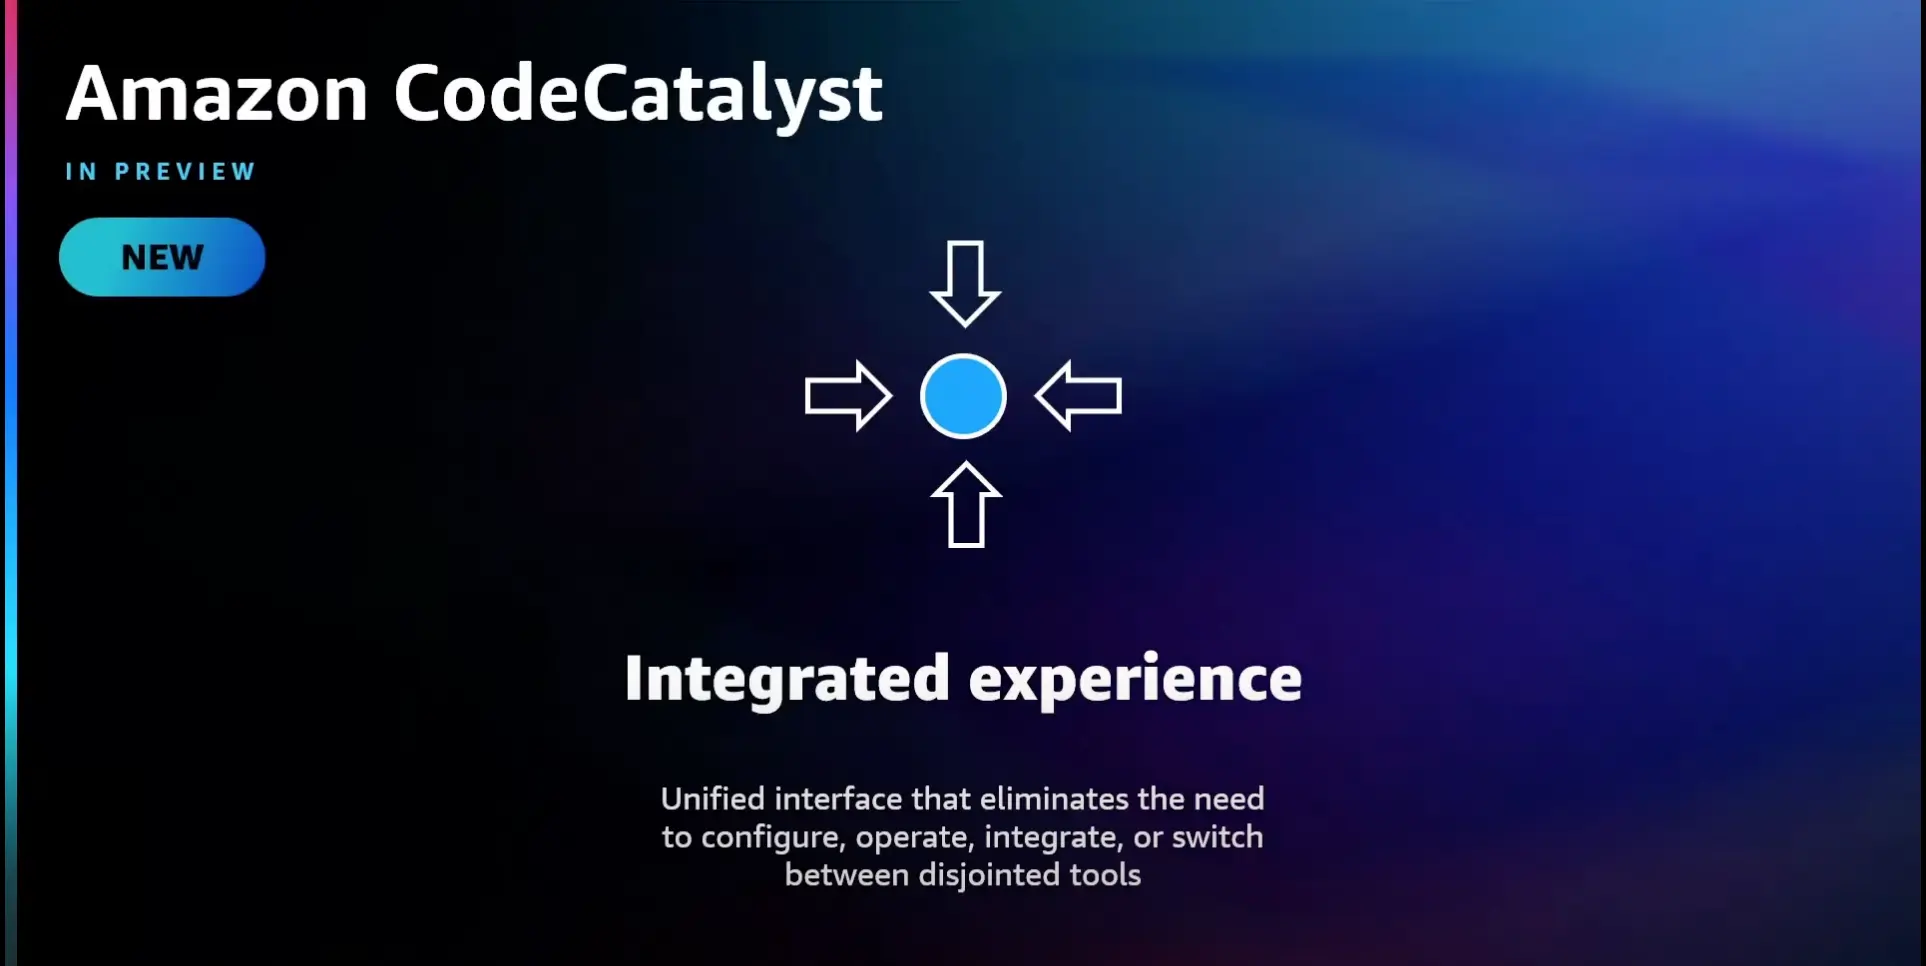 Amazon CodeCatalyst
IN PREVIEW
NEW
Integrated experience
Unified interface that eliminates the need
to configure, operate, integrate, or switch
between disjointed tools